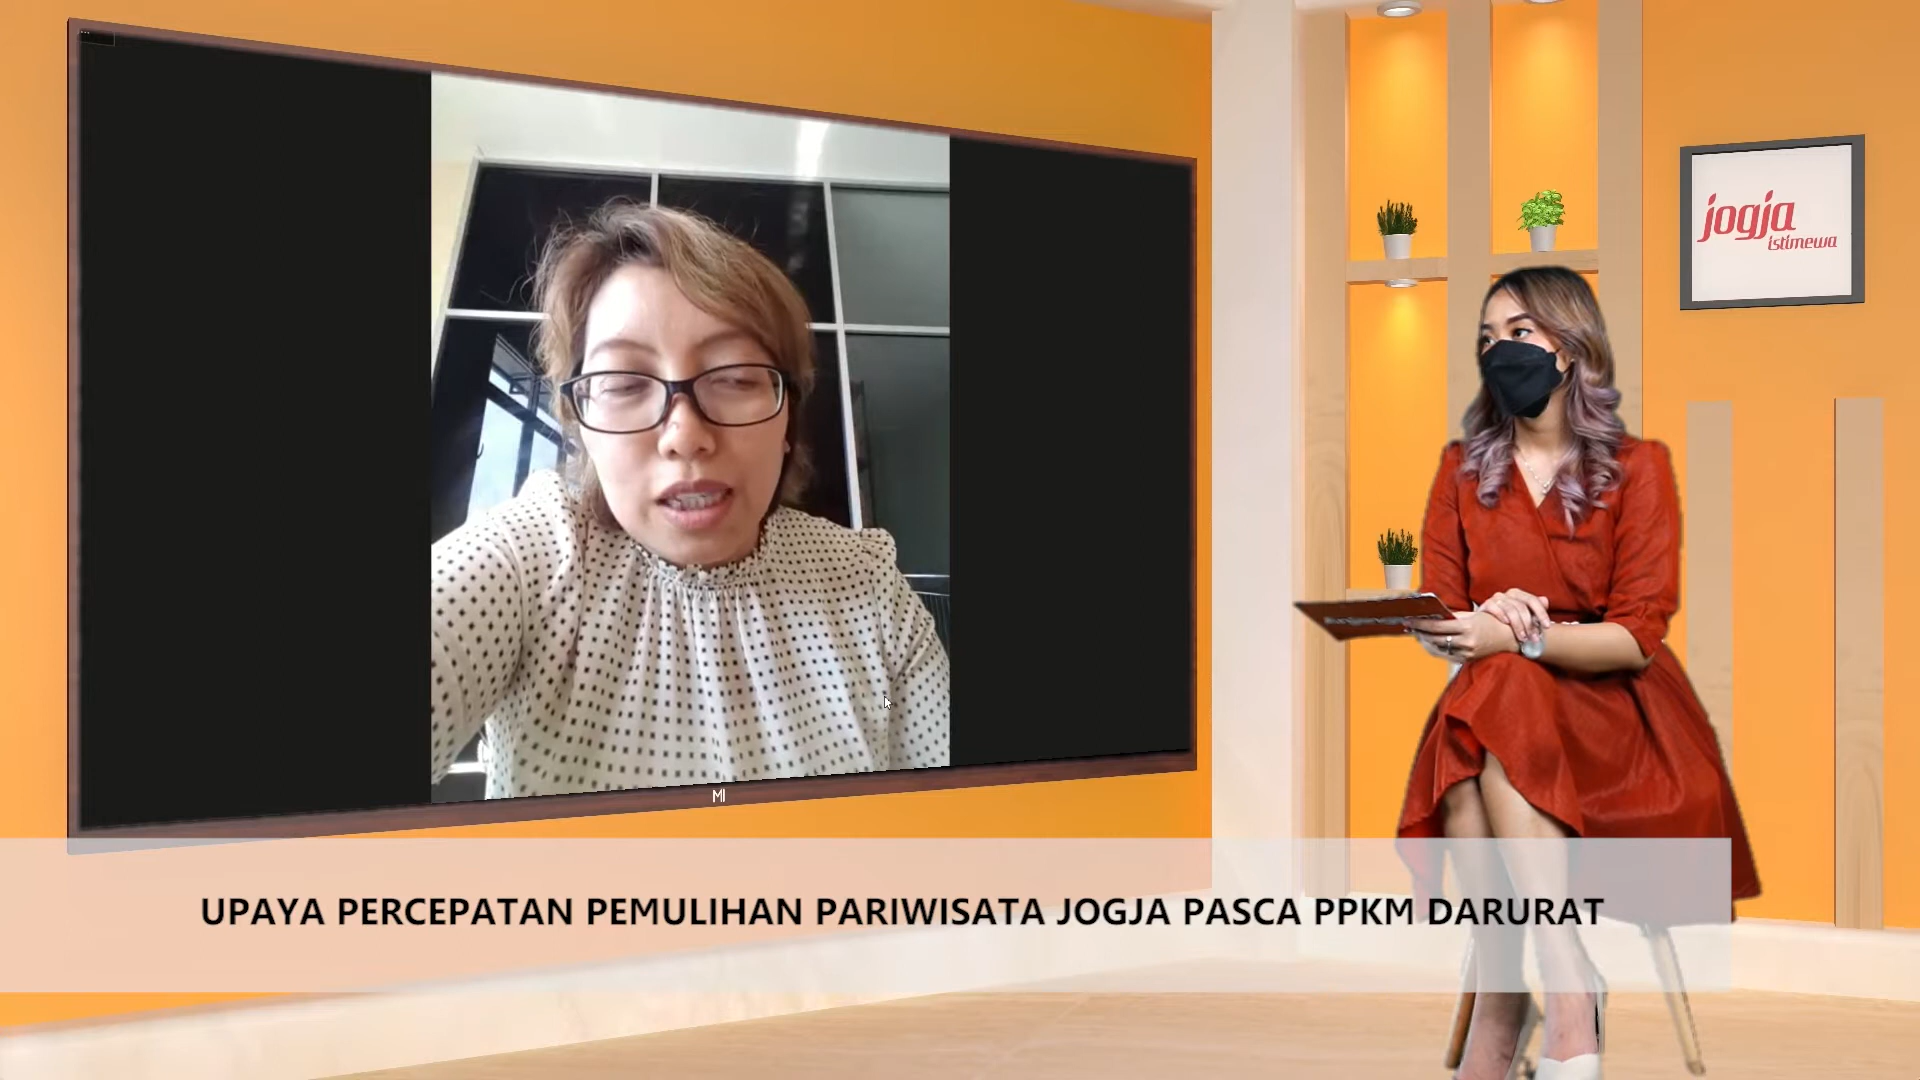 jogja
istimewa
MI
UPAYA PERCEPATAN PEMULIHAN PARIWISATA JOGJA PASCA PPKM DARURAT